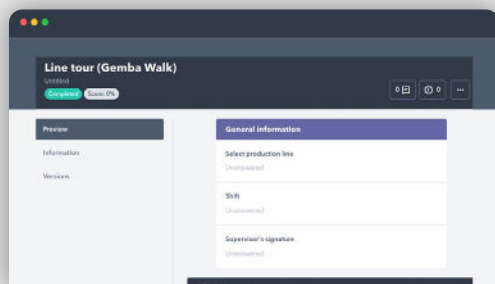 Line tour (Gemba Walk)
Untitled
Completed Score: 0%
0 0 ...
Preview
Information
Versions
General information
Select production line
Unanswered
Shift
Unanswered
Supervisor's signature
Unanswered